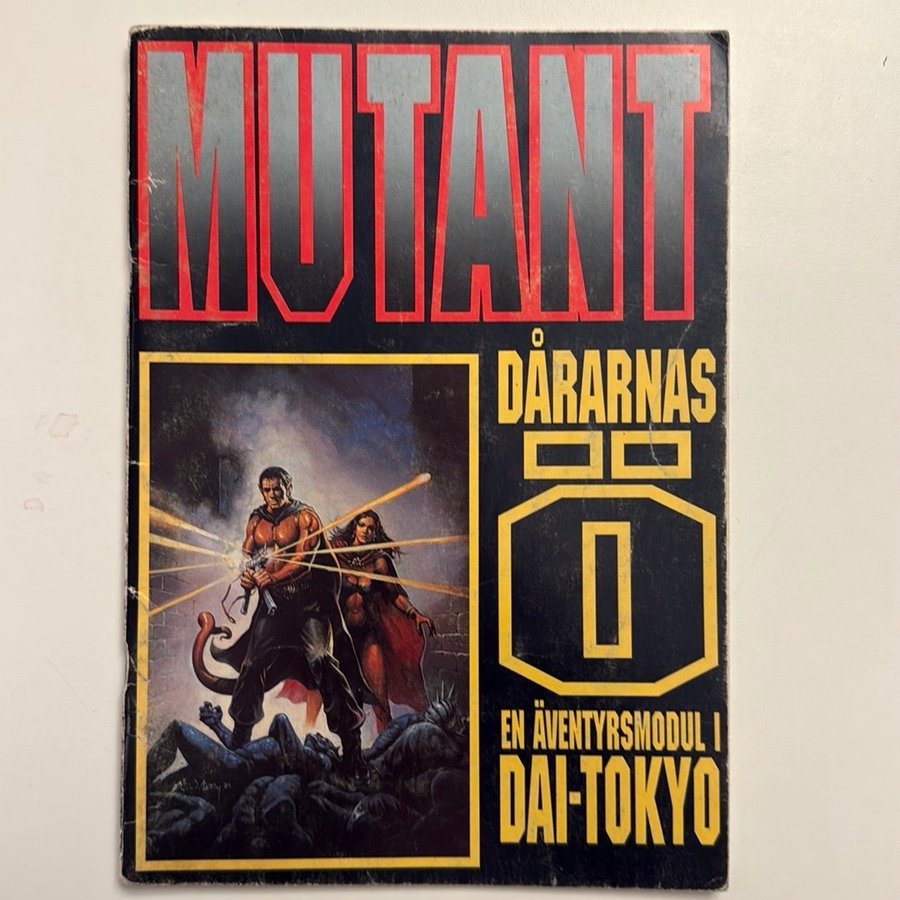 MUTANT
DÅRARNAS
Ö
EN ÄVENTYRSMODUL I
DAI-TOKYO